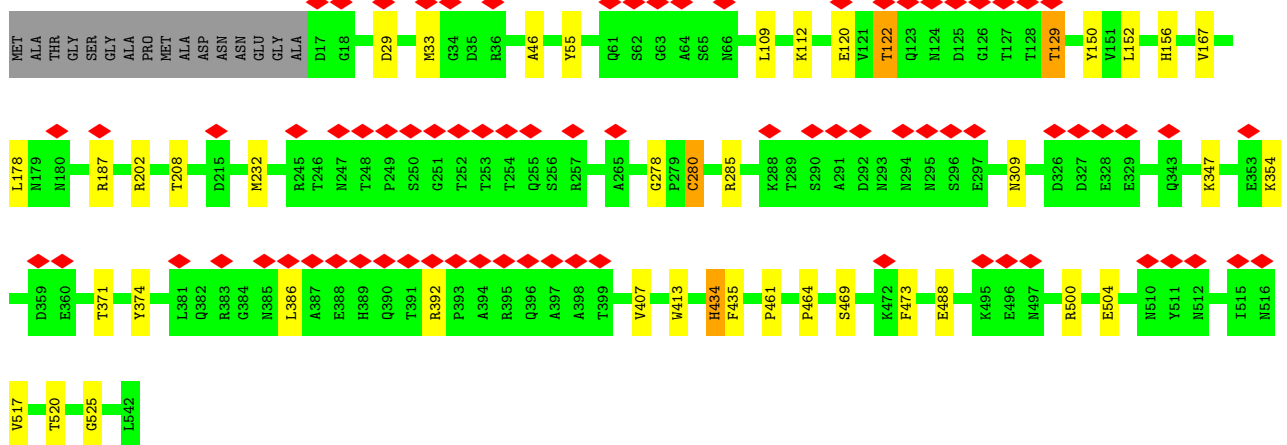 MET ALA THR GLY SER GLY ALA PRO MET ALA ASP ASN ASN GLU GLY ALA D17 G18 D29 M33 G34 D35 R36 A46 Y55 Q61 S62 G63 A64 S65 N66 L109 K112 E120 V121 T122 Q123 N124 D125 G126 T127 T128 T129 Y150 V151 L152 H156 V167
L178 N179 N180 R187 R202 T208 D215 M232 R245 T246 N247 T248 P249 S250 G251 T252 T253 T254 Q255 S256 R257 A265 G278 P279 C280 R285 K288 T289 S290 A291 D292 N293 N294 N295 S296 E297 N309 D326 D327 E328 E329 Q343 K347 E353 K354
D359 E360 T371 Y374 L381 Q382 R383 G384 N385 L386 A387 E388 H389 Q390 T391 R392 P393 A394 R395 Q396 A397 A398 T399 V407 W413 H434 F435 P461 P464 S469 K472 F473 E488 K495 E496 N497 R500 E504 N510 Y511 N512 I515 N516
V517 T520 G525 L542